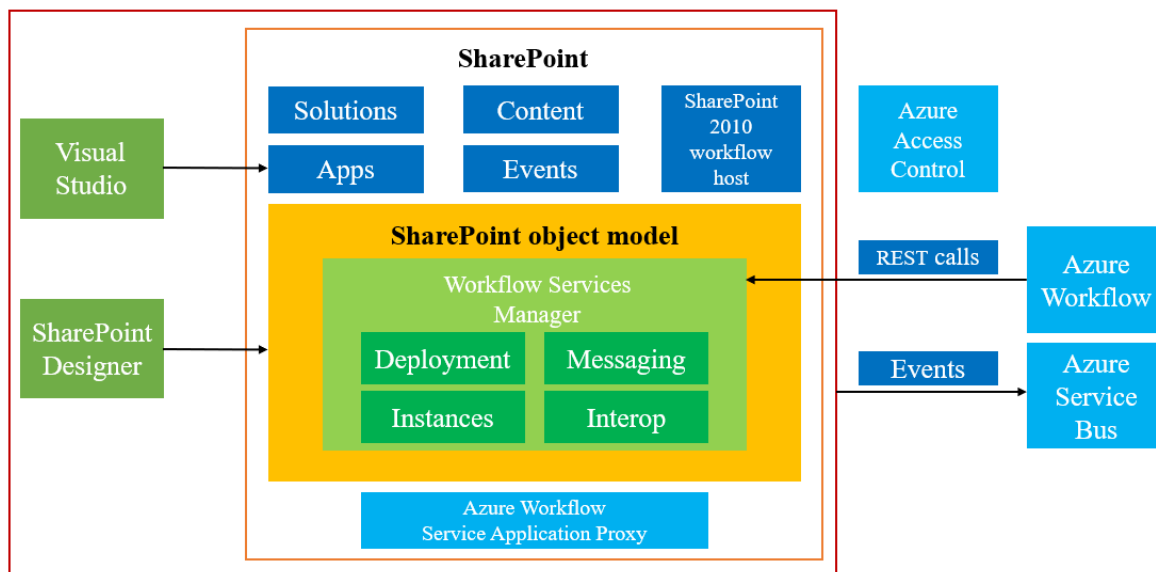 SharePoint
Solutions
Content
SharePoint
2010
workflow
host
Apps
Events
Visual
Studio
Azure
Access
Control
SharePoint object model
Workflow Services
Manager
Deployment
Messaging
Instances
Interop
REST calls
Azure
Workflow
SharePoint
Designer
Events
Azure
Service
Bus
Azure Workflow
Service Application Proxy